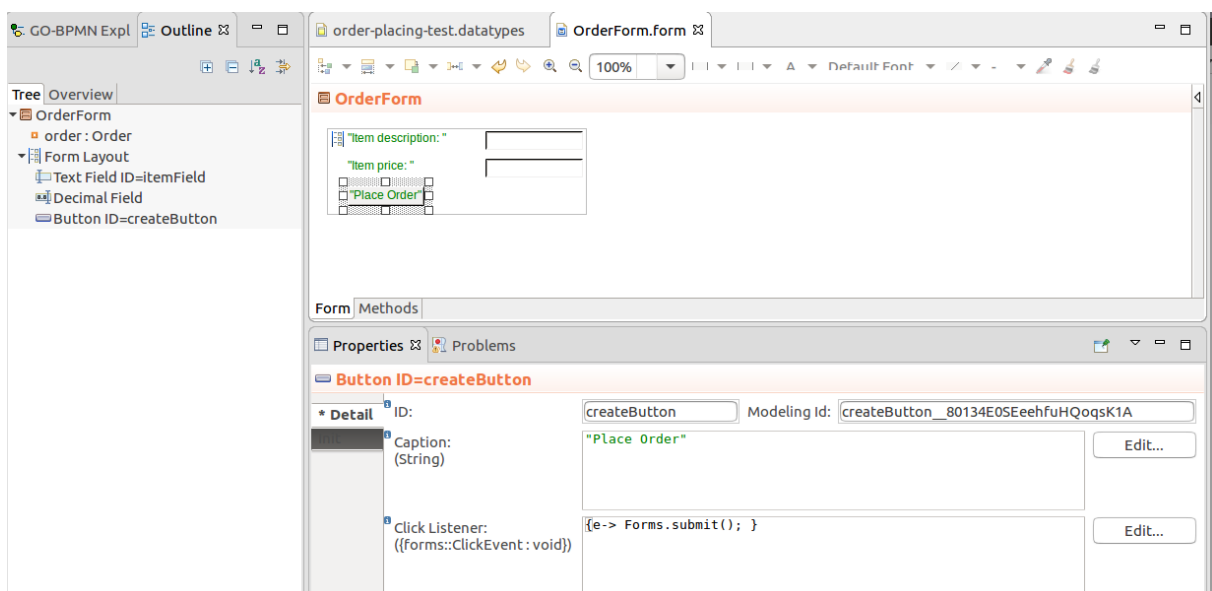 GO-BPMN Expl Outline
order-placing-test.datatypes OrderForm.form
100% A Default Font
Tree Overview
OrderForm
order : Order
Form Layout
Text Field ID=itemField
Decimal Field
Button ID=createButton
OrderForm
"Item description: "
"Item price: "
"Place Order"
Form Methods
Properties Problems
Button ID=createButton
* Detail
ID: createButton Modeling Id: createButton__80134E0SEeehfuHQoqsK1A
Init
Caption: "Place Order" Edit...
(String)
Click Listener: {e-> Forms.submit(); } Edit...
({forms::ClickEvent : void})